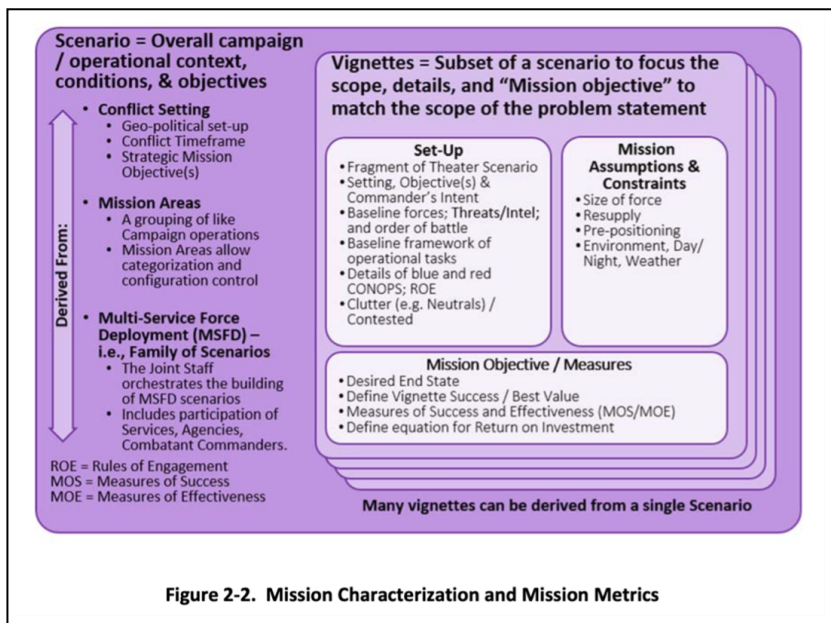 Scenario = Overall campaign
/ operational context,
conditions, & objectives
Derived From:
• Conflict Setting
• Geo-political set-up
• Conflict Timeframe
• Strategic Mission
Objective(s)
• Mission Areas
• A grouping of like
Campaign operations
• Mission Areas allow
categorization and
configuration control
• Multi-Service Force
Deployment (MSFD) –
i.e., Family of Scenarios
• The Joint Staff
orchestrates the building
of MSFD scenarios
• Includes participation of
Services, Agencies,
Combatant Commanders.
ROE = Rules of Engagement
MOS = Measures of Success
MOE = Measures of Effectiveness
Vignettes = Subset of a scenario to focus the
scope, details, and “Mission objective” to
match the scope of the problem statement
Set-Up
•Fragment of Theater Scenario
•Setting, Objective(s) &
Commander’s Intent
•Baseline forces; Threats/Intel;
and order of battle
•Baseline framework of
operational tasks
•Details of blue and red
CONOPS; ROE
•Clutter (e.g. Neutrals) /
Contested
Mission
Assumptions &
Constraints
•Size of force
•Resupply
•Pre-positioning
•Environment, Day/
Night, Weather
Mission Objective / Measures
•Desired End State
•Define Vignette Success / Best Value
•Measures of Success and Effectiveness (MOS/MOE)
•Define equation for Return on Investment
Many vignettes can be derived from a single Scenario
Figure 2-2. Mission Characterization and Mission Metrics